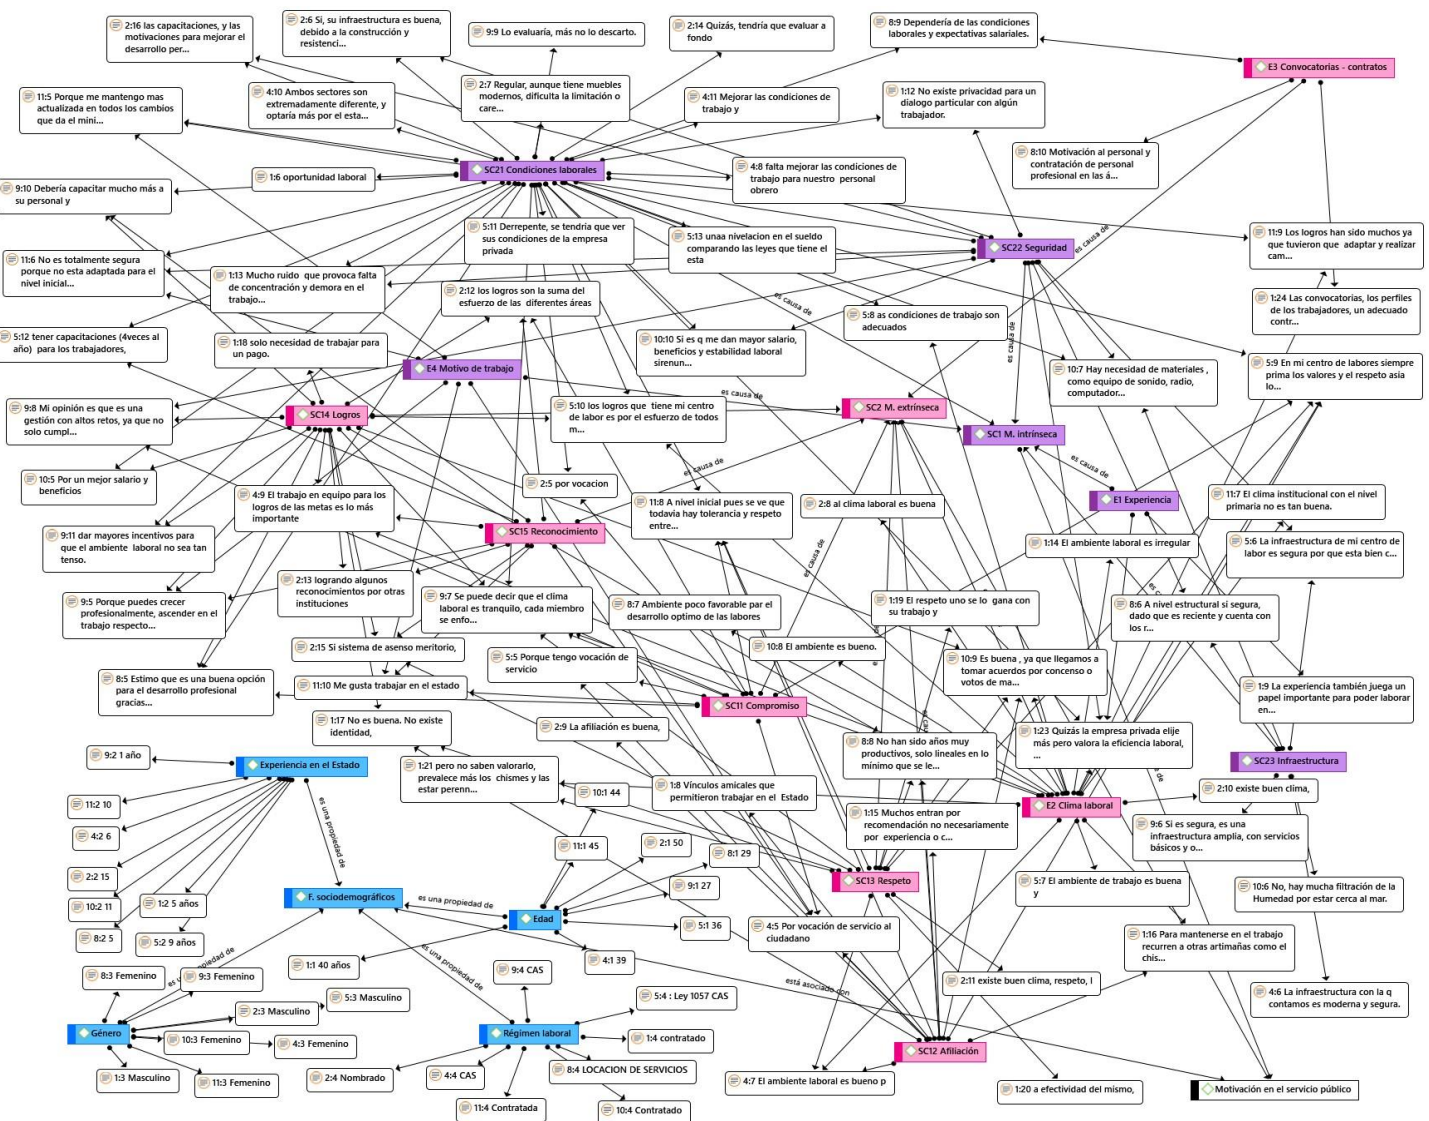 2:16 las capacitaciones, y las
motivaciones para mejorar el
desarrollo per...
2:6 Si, su infraestructura es buena,
debido a la construcción y
resistenci...
9:9 Lo evaluaría, más no lo descarto.
2:14 Quizás, tendría que evaluar a
fondo
8:9 Dependería de las condiciones
laborales y expectativas salariales.
E3 Convocatorias - contratos
11:5 Porque me mantengo mas
actualizada en todos los cambios
que da el mini...
4:10 Ambos sectores son
extremadamente diferente, y
optaría más por el esta...
2:7 Regular, aunque tiene muebles
modernos, dificulta la limitación o
care...
4:11 Mejorar las condiciones de
trabajo y
1:12 No existe privacidad para un
dialogo particular con algún
trabajador.
8:10 Motivación al personal y
contratación de personal
profesional en las á...
SC21 Condiciones laborales
1:6 oportunidad laboral
4:8 falta mejorar las condiciones de
trabajo para nuestro personal
obrero
9:10 Debería capacitar mucho más a
su personal y
5:11 Derrepente, se tendría que ver
sus condiciones de la empresa
privada
5:13 unaa nivelacion en el sueldo
comparando las leyes que tiene el
esta
SC22 Seguridad
es causa de
11:9 Los logros han sido muchos ya
que tuvieron que adaptar y realizar
cam...
11:6 No es totalmente segura
porque no esta adaptada para el
nivel inicial...
1:13 Mucho ruido que provoca falta
de concentración y demora en el
trabajo...
2:12 los logros son la suma del
esfuerzo de las diferentes áreas
es causa de
5:8 as condiciones de trabajo son
adecuados
es causa de
1:24 Las convocatorias, los perfiles
de los trabajadores, un adecuado
contr...
5:12 tener capacitaciones (4veces al
año) para los trabajadores,
1:18 solo necesidad de trabajar para
un pago.
10:10 Si es q me dan mayor salario,
beneficios y estabilidad laboral
sirenun...
E4 Motivo de trabajo
10:7 Hay necesidad de materiales ,
como equipo de sonido, radio,
computador...
5:9 En mi centro de labores siempre
prima los valores y el respeto asia
lo...
es causa de
9:8 Mi opinión es que es una
gestión con altos retos, ya que no
solo cumpl...
SC14 Logros
5:10 los logros que tiene mi centro
de labor es por el esfuerzo de todos
m...
SC2 M. extrínseca
SC1 M. intrínseca
es causa de
es causa de
10:5 Por un mejor salario y
beneficios
4:9 El trabajo en equipo para los
logros de las metas es lo más
importante
2:5 por vocacion
11:8 A nivel inicial pues se ve que
todavia hay tolerancia y respeto
entre...
2:8 al clima laboral es buena
E1 Experiencia
11:7 El clima institucional con el nivel
primaria no es tan buena.
9:11 dar mayores incentivos para
que el ambiente laboral no sea tan
tenso.
SC15 Reconocimiento
es causa de
1:14 El ambiente laboral es irregular
5:6 La infraestructura de mi centro de
labor es segura por que esta bien c...
2:13 logrando algunos
reconocimientos por otras
instituciones
9:7 Se puede decir que el clima
laboral es tranquilo, cada miembro
se enfo...
8:7 Ambiente poco favorable par el
desarrollo optimo de las labores
1:19 El respeto uno se lo gana con
su trabajo y
8:6 A nivel estructural si segura,
dado que es reciente y cuenta con
los r...
9:5 Porque puedes crecer
profesionalmente, ascender en el
trabajo respecto...
2:15 Si sistema de asenso meritorio,
5:5 Porque tengo vocación de
servicio
10:8 El ambiente es bueno.
10:9 Es buena , ya que llegamos a
tomar acuerdos por concenso o
votos de ma...
8:5 Estimo que es una buena opción
para el desarrollo profesional
gracias...
11:10 Me gusta trabajar en el estado
SC11 Compromiso
1:9 La experiencia también juega un
papel importante para poder laborar
en...
1:17 No es buena. No existe
identidad,
2:9 La afiliación es buena,
8:8 No han sido años muy
productivos, solo lineales en lo
mínimo que se le...
1:23 Quizás la empresa privada elije
más pero valora la eficiencia laboral,
...
9:2 1 año
Experiencia en el Estado
1:21 pero no saben valorarlo,
prevalece más los chismes y las
estar perenn...
10:1 44
1:8 Vínculos amicales que
permitieron trabajar en el Estado
SC23 Infraestructura
2:10 existe buen clima,
11:2 10
E2 Clima laboral
1:15 Muchos entran por
recomendación no necesariamente
por experiencia o c...
9:6 Si es segura, es una
infraestructura amplia, con servicios
básicos y o...
4:2 6
es una propiedad de
11:1 45
2:1 50
8:1 29
2:2 15
SC13 Respeto
9:1 27
5:7 El ambiente de trabajo es buena
y
10:6 No, hay mucha filtración de la
Humedad por estar cerca al mar.
10:2 11
1:2 5 años
F. sociodemográficos
es una propiedad de
Edad
5:1 36
4:5 Por vocación de servicio al
ciudadano
8:2 5
5:2 9 años
1:16 Para mantenerse en el trabajo
recurren a otras artimañas como el
chis...
es una propiedad de
1:1 40 años
4:1 39
8:3 Femenino
9:3 Femenino
9:4 CAS
está asociado con
2:11 existe buen clima, respeto, l
5:3 Masculino
5:4 : Ley 1057 CAS
4:6 La infraestructura con la q
contamos es moderna y segura.
2:3 Masculino
Género
10:3 Femenino
4:3 Femenino
Régimen laboral
1:4 contratado
SC12 Afiliación
1:3 Masculino
11:3 Femenino
2:4 Nombrado
4:4 CAS
8:4 LOCACION DE SERVICIOS
4:7 El ambiente laboral es bueno p
1:20 a efectividad del mismo,
Motivación en el servicio público
11:4 Contratada
10:4 Contratado